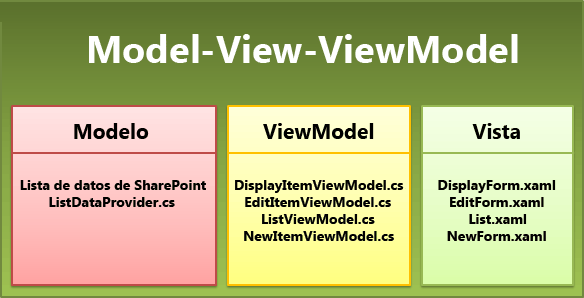 Model-View-ViewModel
Modelo
Lista de datos de SharePoint
ListDataProvider.cs
ViewModel
DisplayItemViewModel.cs
EditItemViewModel.cs
ListViewModel.cs
NewItemViewModel.cs
Vista
DisplayForm.xaml
EditForm.xaml
List.xaml
NewForm.xaml